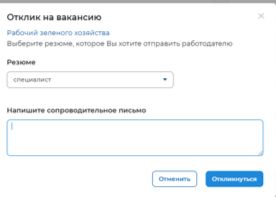 Отклик на вакансию
Рабочий зеленого хозяйства
Выберите резюме, которое Вы хотите отправить работодателю
Резюме
специалист
Напишите сопроводительное письмо
Отменить
Откликнуться